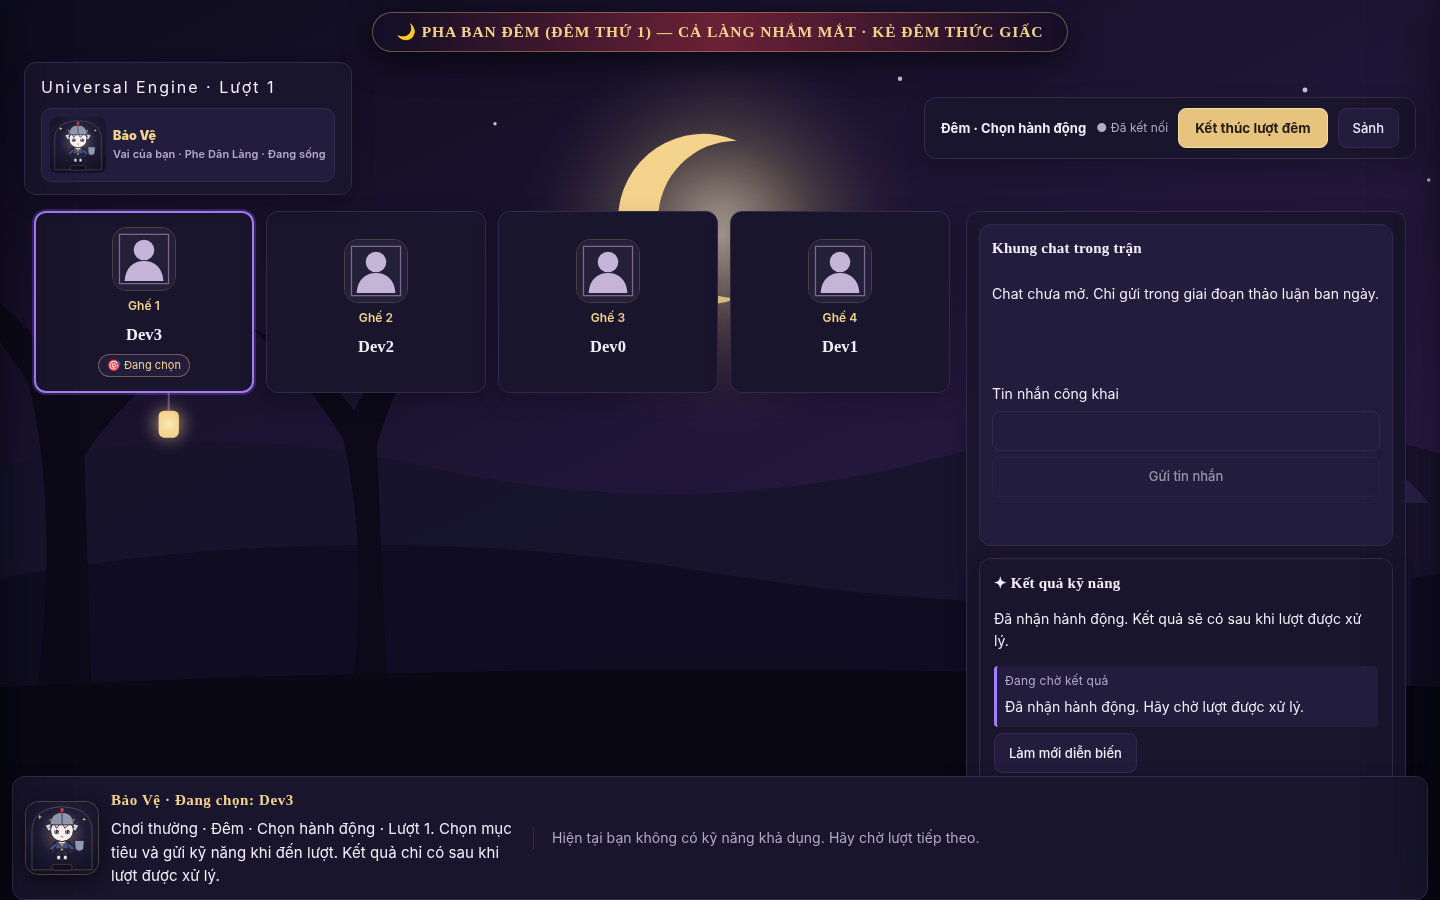 🌙 PHA BAN ĐÊM (ĐÊM THỨ 1) — CẢ LÀNG NHẮM MẮT · KẺ ĐÊM THỨC GIẤC
Universal Engine · Lượt 1
Bảo Vệ
Vai của bạn · Phe Dân Làng · Đang sống
Đêm · Chọn hành động
Đã kết nối
Kết thúc lượt đêm
Sảnh
Ghế 1
Dev3
🎯 Đang chọn
Ghế 2
Dev2
Ghế 3
Dev0
Ghế 4
Dev1
Khung chat trong trận
Chat chưa mở. Chỉ gửi trong giai đoạn thảo luận ban ngày.
Tin nhắn công khai
Gửi tin nhắn
✦ Kết quả kỹ năng
Đã nhận hành động. Kết quả sẽ có sau khi lượt được xử
lý.
Đang chờ kết quả
Đã nhận hành động. Hãy chờ lượt được xử lý.
Làm mới diễn biến
Bảo Vệ · Đang chọn: Dev3
Chơi thường · Đêm · Chọn hành động · Lượt 1. Chọn mục
tiêu và gửi kỹ năng khi đến lượt. Kết quả chỉ có sau khi
lượt được xử lý.
Hiện tại bạn không có kỹ năng khả dụng. Hãy chờ lượt tiếp theo.